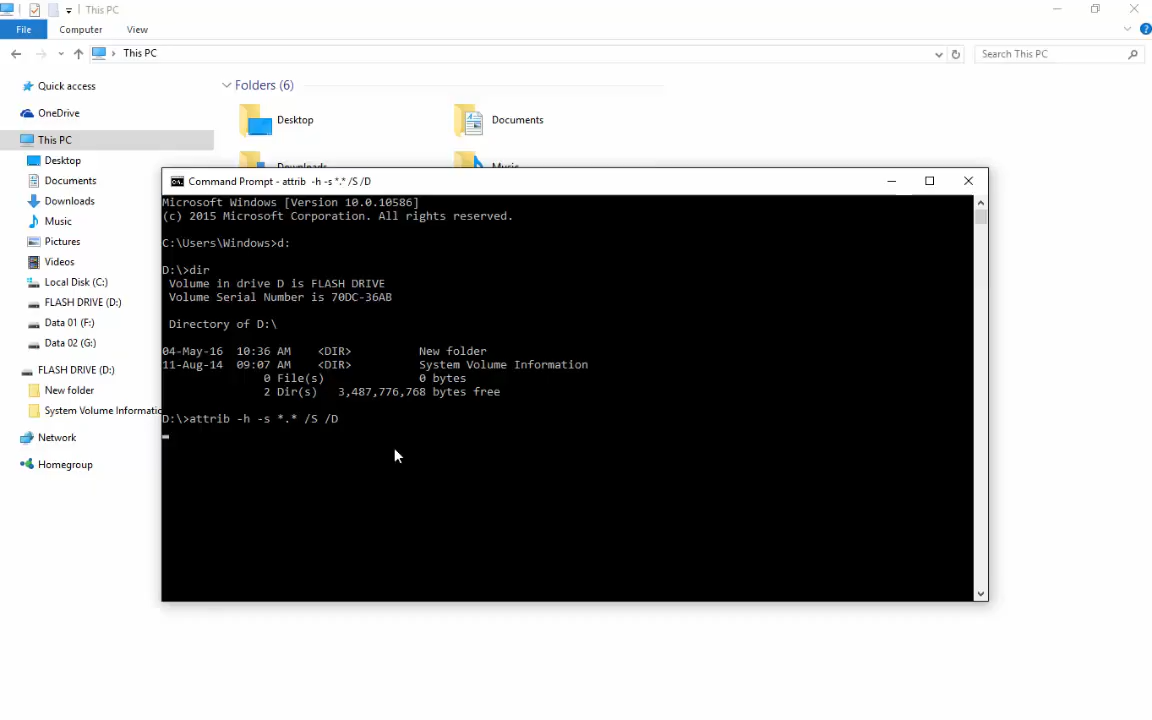 This PC
File Computer View
This PC
Search This PC
Quick access
OneDrive
This PC
Desktop
Documents
Downloads
Music
Pictures
Videos
Local Disk (C:)
FLASH DRIVE (D:)
Data 01 (F:)
Data 02 (G:)
FLASH DRIVE (D:)
New folder
System Volume Informatio
Network
Homegroup
Folders (6)
Desktop
Documents
Downloads
Music
Command Prompt - attrib -h -s *.* /S /D
Microsoft Windows [Version 10.0.10586]
(c) 2015 Microsoft Corporation. All rights reserved.
C:\Users\Windows>d:
D:\>dir
Volume in drive D is FLASH DRIVE
Volume Serial Number is 70DC-36AB
Directory of D:\
04-May-16 10:36 AM <DIR> New folder
11-Aug-14 09:07 AM <DIR> System Volume Information
0 File(s) 0 bytes
2 Dir(s) 3,487,776,768 bytes free
D:\>attrib -h -s *.* /S /D